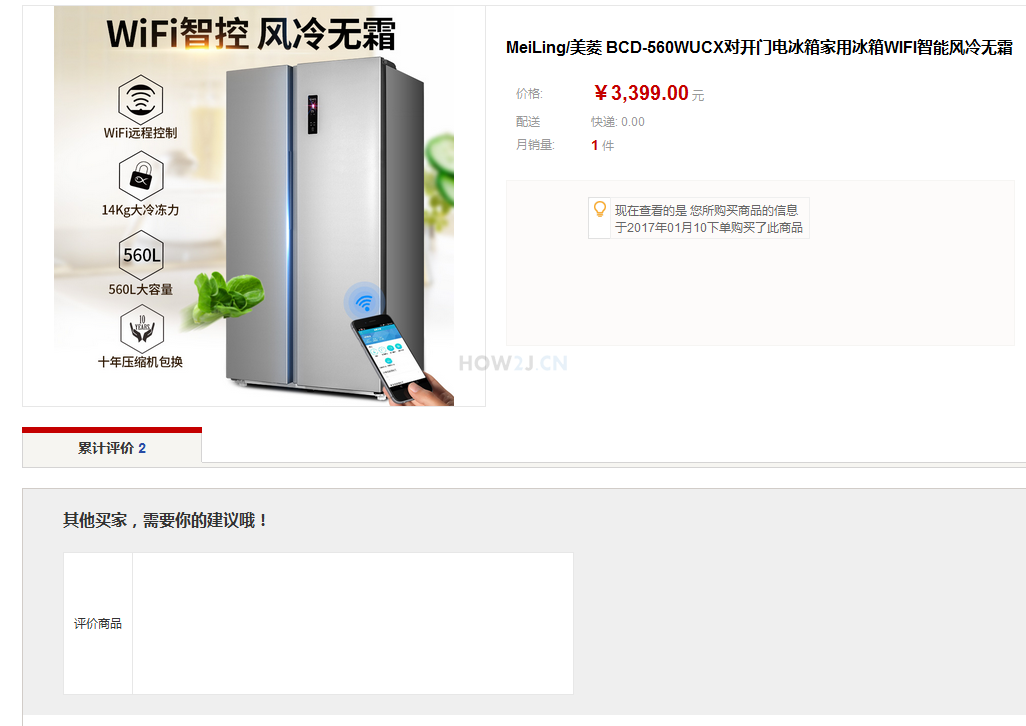 WiFi智控 风冷无霜
WiFi远程控制
14Kg大冷冻力
560L
560L大容量
10
YEARS
十年压缩机包换
MeiLing/美菱 BCD-560WUCX对开门电冰箱家用冰箱WIFI智能风冷无霜
价格: ¥3,399.00 元
配送 快递: 0.00
月销量: 1 件
现在查看的是 您所购买商品的信息
于2017年01月10下单购买了此商品
HOW2J.CN
累计评价 2
其他买家，需要你的建议哦！
评价商品